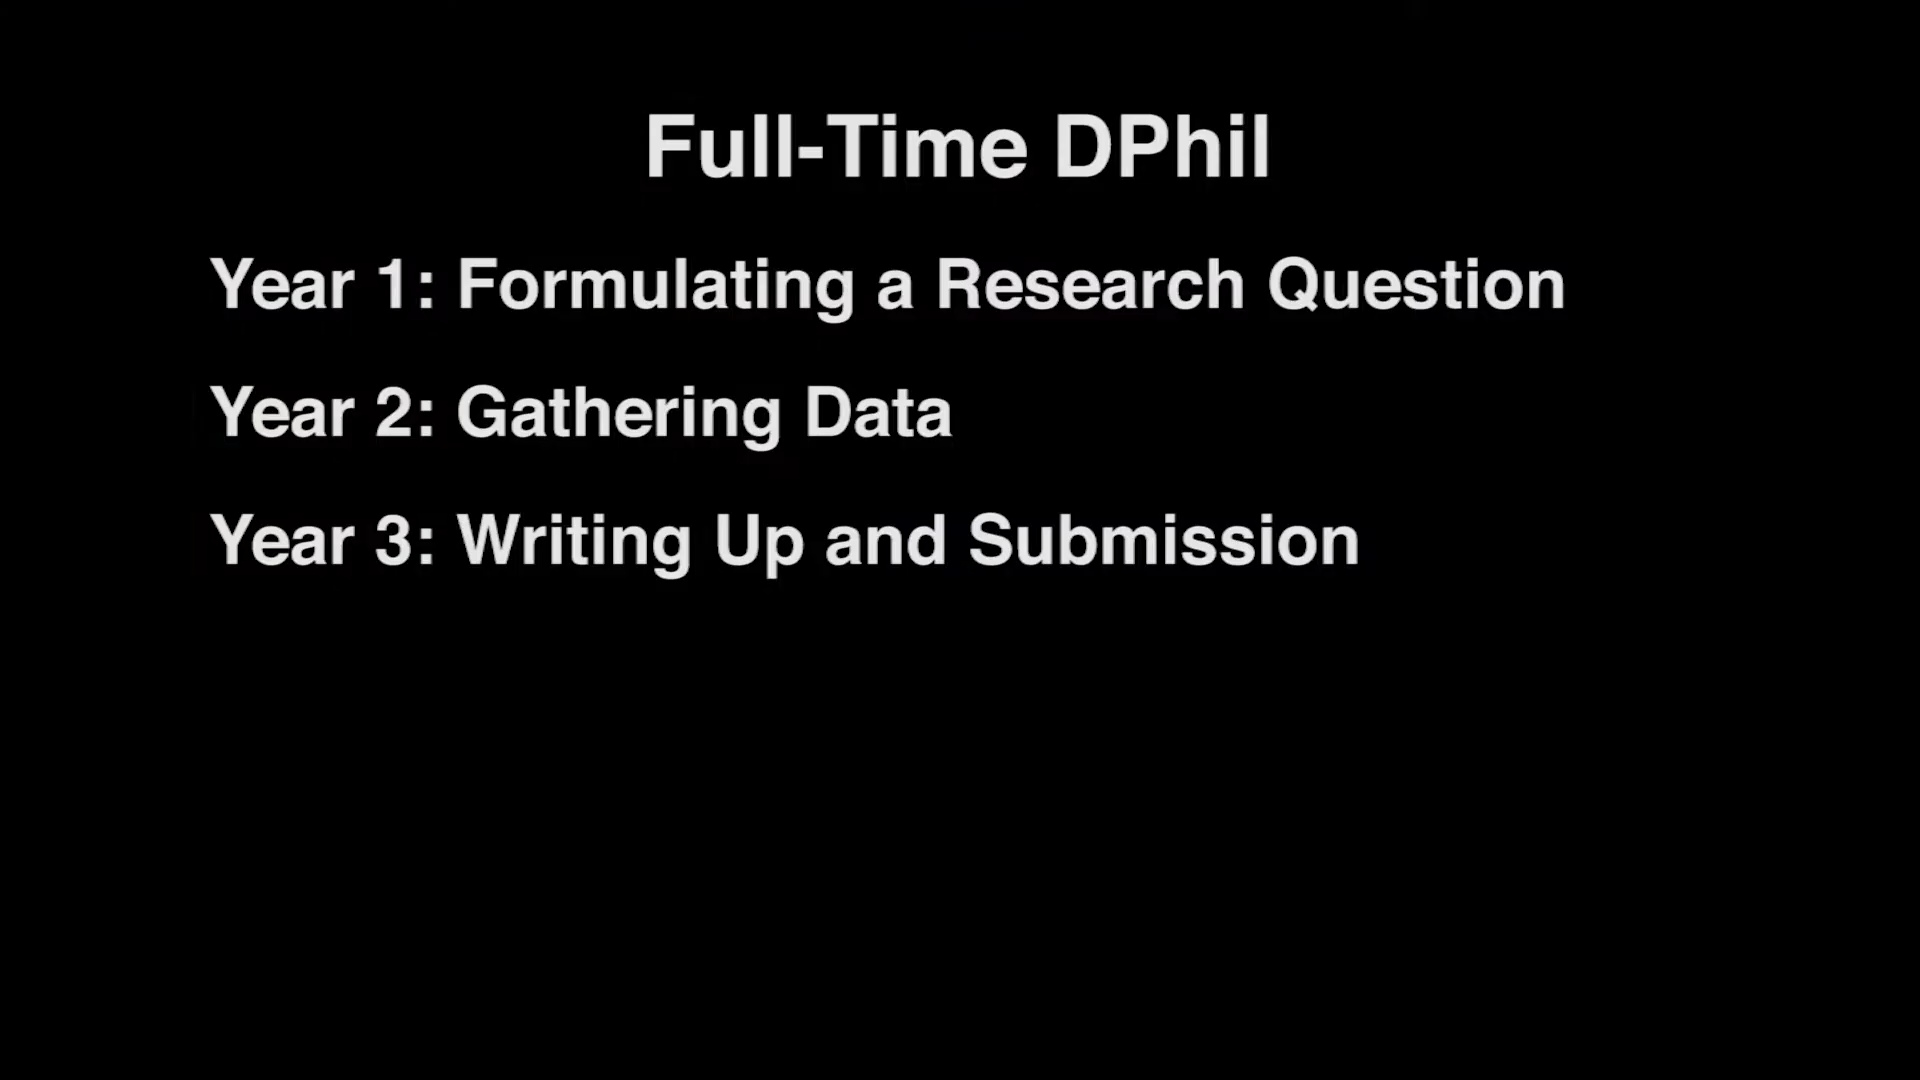 Full-Time DPhil
Year 1: Formulating a Research Question
Year 2: Gathering Data
Year 3: Writing Up and Submission